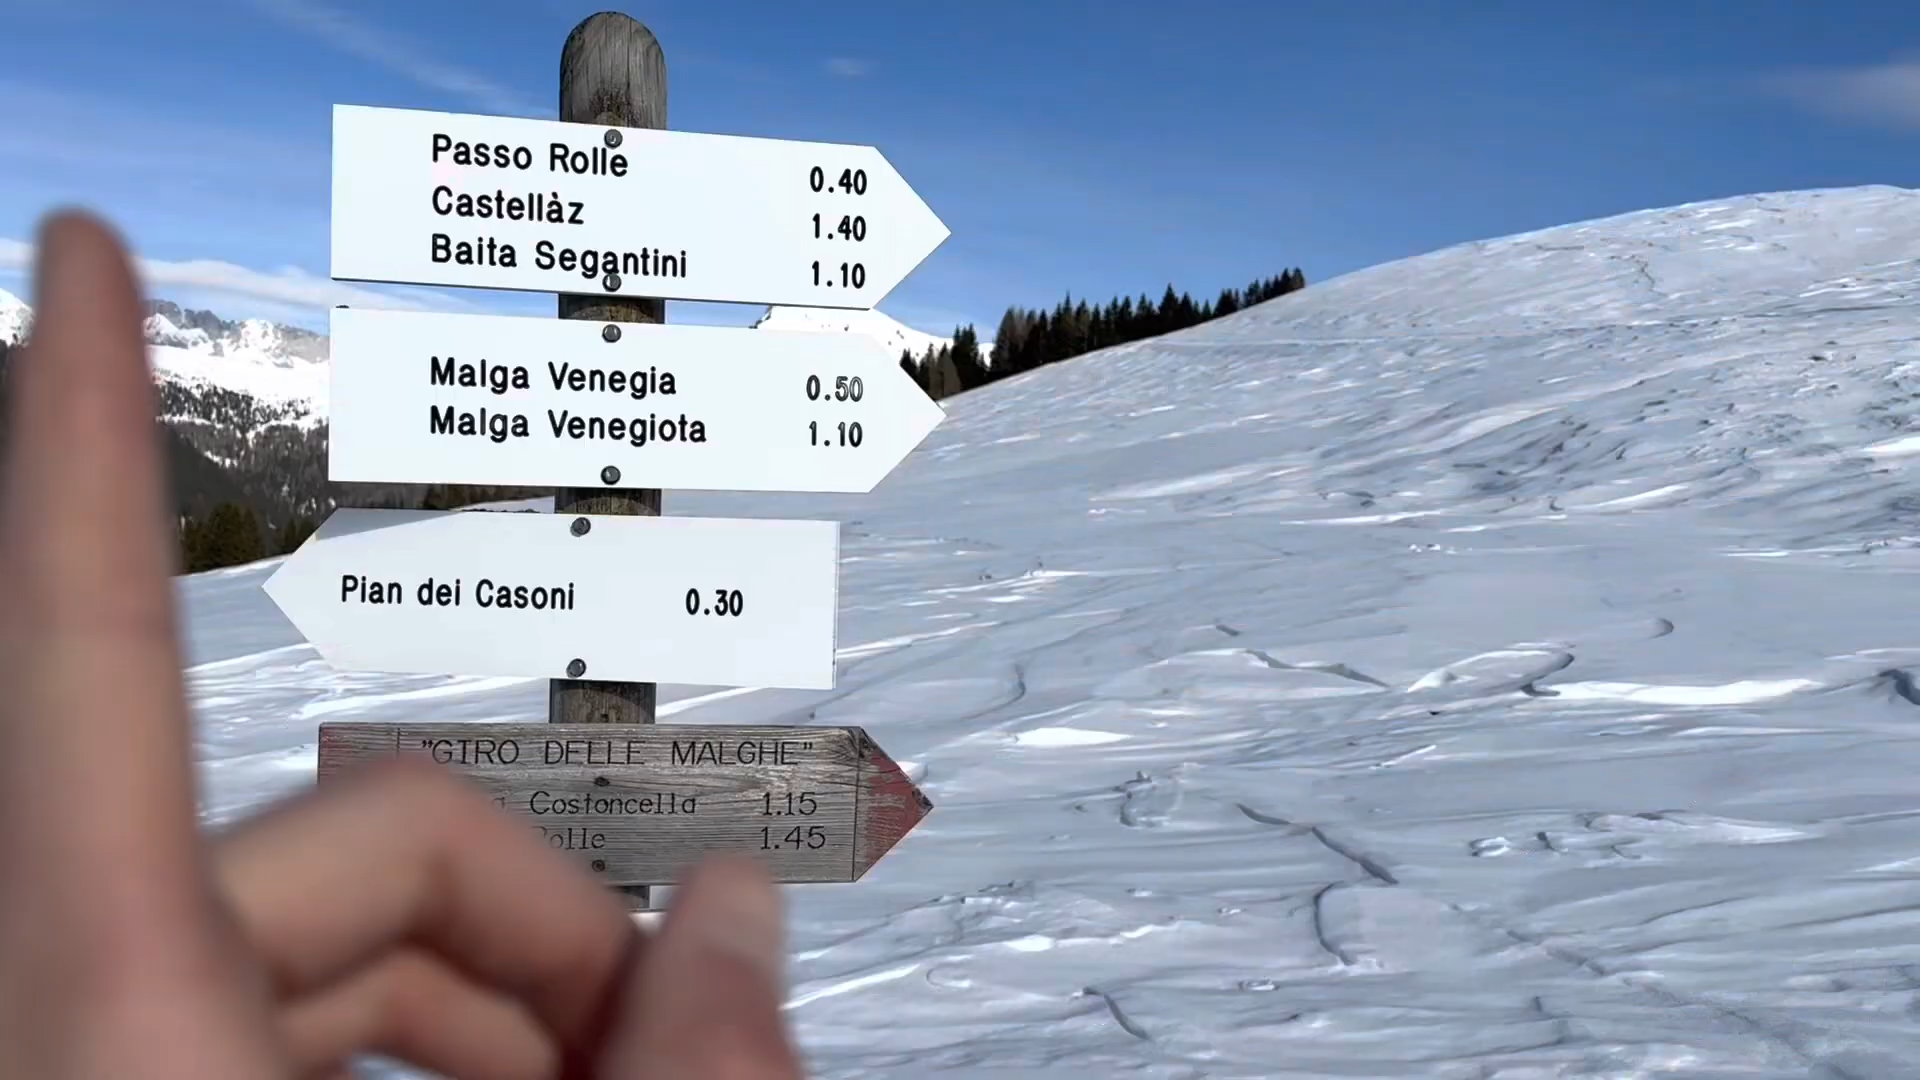 Passo Rolle 0.40
Castellàz 1.40
Baita Segantini 1.10
Malga Venegia 0.50
Malga Venegiota 1.10
Pian dei Casoni 0.30
"GIRO DELLE MALGHE"
Costoncella 1.15
1.45